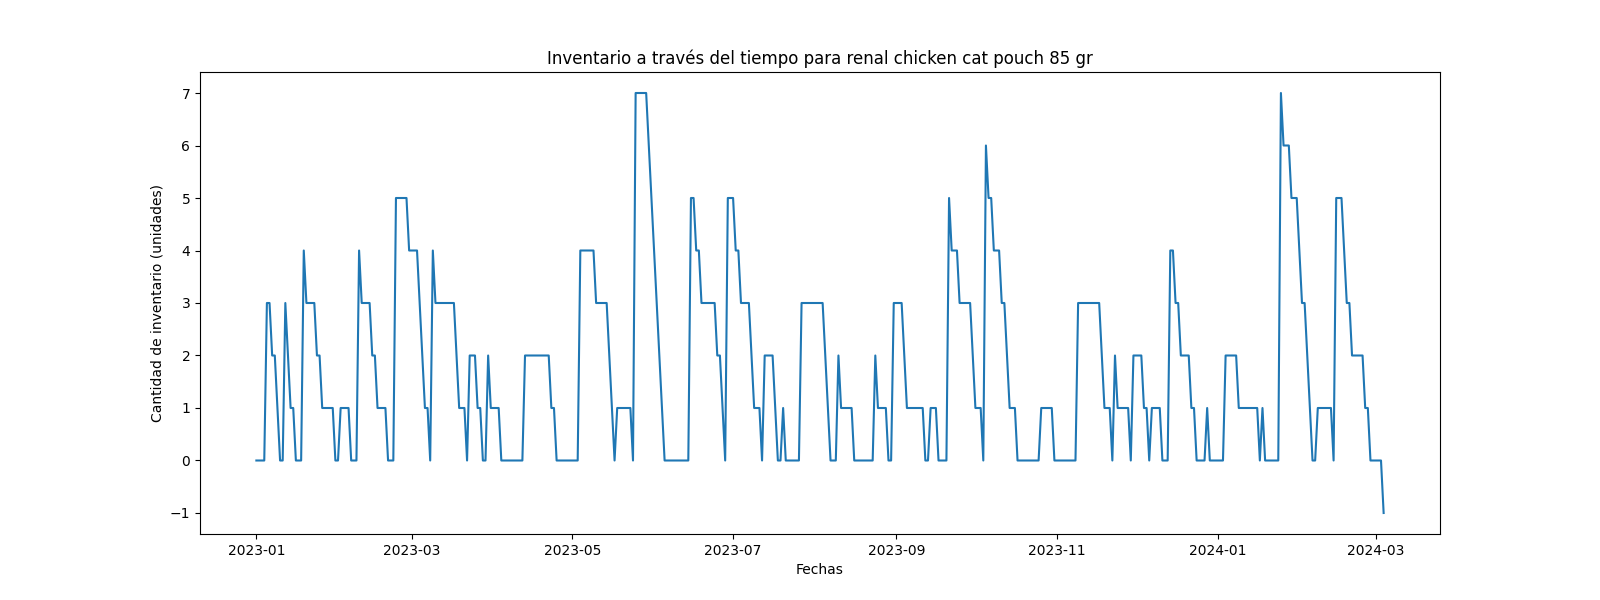 Inventario a través del tiempo para renal chicken cat pouch 85 gr
Cantidad de inventario (unidades)
7
6
5
4
3
2
1
0
−1
2023-01 2023-03 2023-05 2023-07 2023-09 2023-11 2024-01 2024-03
Fechas